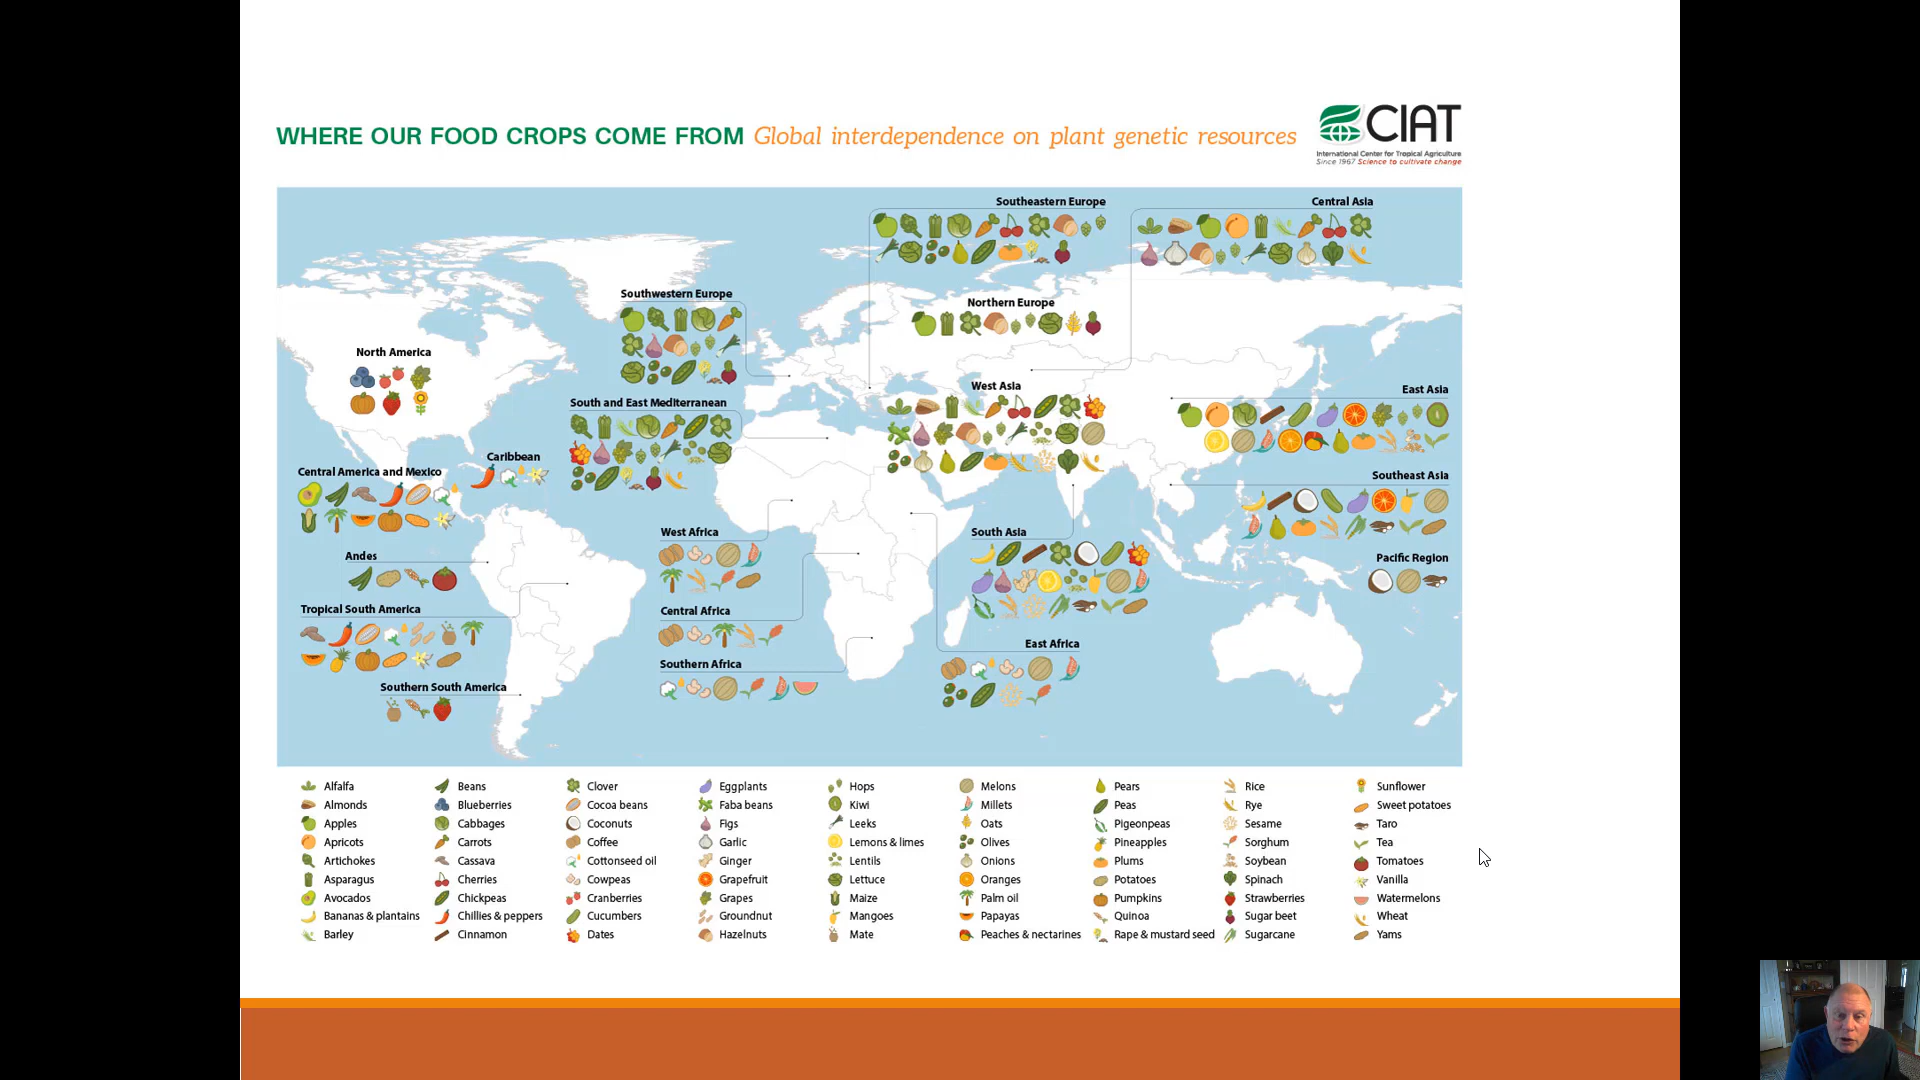 WHERE OUR FOOD CROPS COME FROM Global interdependence on plant genetic resources
CIAT
International Center for Tropical Agriculture
Since 1967 Science to cultivate change
Southeastern Europe
Central Asia
Southwestern Europe
Northern Europe
North America
West Asia
East Asia
South and East Mediterranean
Caribbean
Central America and Mexico
Southeast Asia
West Africa
South Asia
Andes
Pacific Region
Tropical South America
Central Africa
East Africa
Southern Africa
Southern South America
Alfalfa
Almonds
Apples
Apricots
Artichokes
Asparagus
Avocados
Bananas & plantains
Barley
Beans
Blueberries
Cabbages
Carrots
Cassava
Cherries
Chickpeas
Chillies & peppers
Cinnamon
Clover
Cocoa beans
Coconuts
Coffee
Cottonseed oil
Cowpeas
Cranberries
Cucumbers
Dates
Eggplants
Faba beans
Figs
Garlic
Ginger
Grapefruit
Grapes
Groundnut
Hazelnuts
Hops
Kiwi
Leeks
Lemons & limes
Lentils
Lettuce
Maize
Mangoes
Mate
Melons
Millets
Oats
Olives
Onions
Oranges
Palm oil
Papayas
Peaches & nectarines
Pears
Peas
Pigeonpeas
Pineapples
Plums
Potatoes
Pumpkins
Quinoa
Rape & mustard seed
Rice
Rye
Sesame
Sorghum
Soybean
Spinach
Strawberries
Sugar beet
Sugarcane
Sunflower
Sweet potatoes
Taro
Tea
Tomatoes
Vanilla
Watermelons
Wheat
Yams